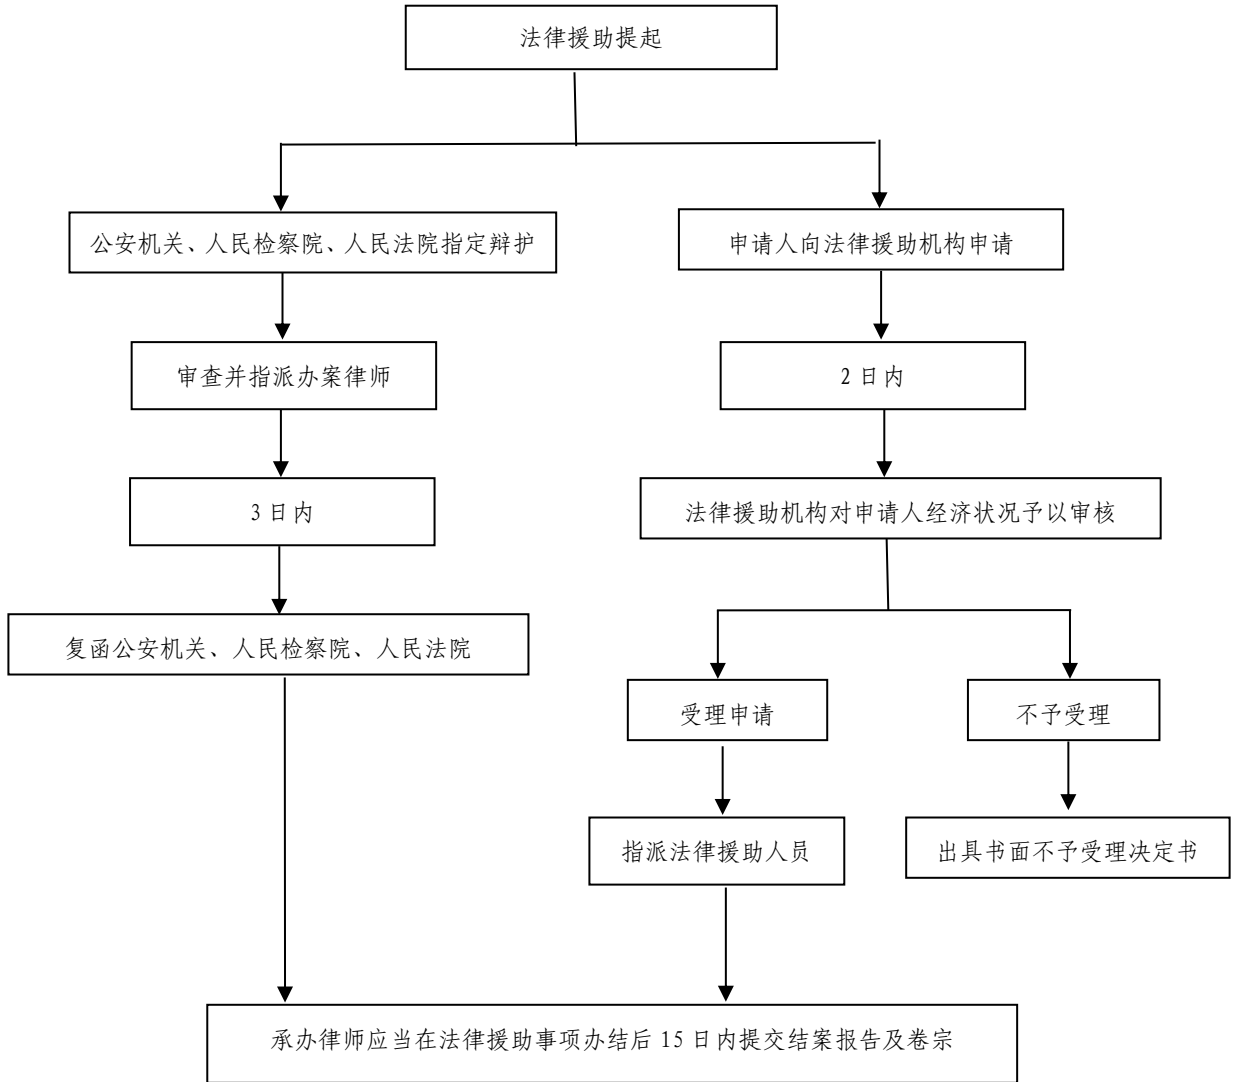 法律援助提起
公安机关、人民检察院、人民法院指定辩护
申请人向法律援助机构申请
审查并指派办案律师
2 日内
3 日内
法律援助机构对申请人经济状况予以审核
复函公安机关、人民检察院、人民法院
受理申请
不予受理
指派法律援助人员
出具书面不予受理决定书
承办律师应当在法律援助事项办结后 15 日内提交结案报告及卷宗